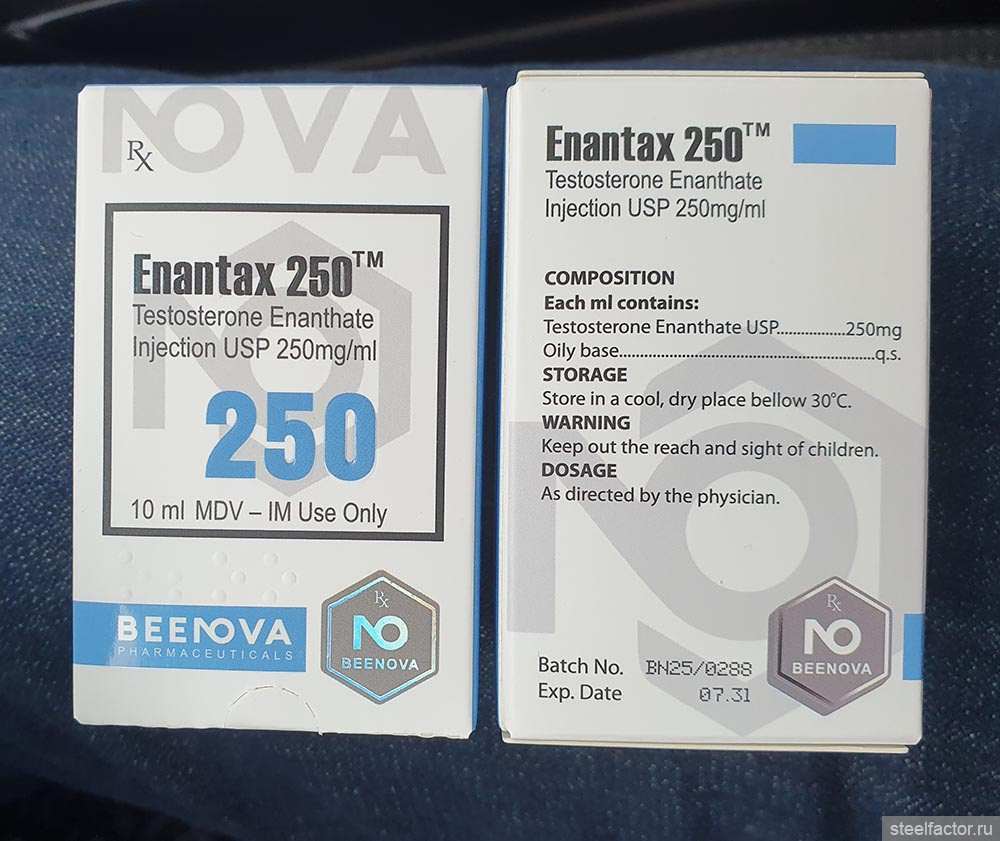 NOVA
Rx
Enantax 250™
Testosterone Enanthate
Injection USP 250mg/ml
250
10 ml MDV – IM Use Only
BEENOVA
PHARMACEUTICALS
Rx
NO
BEENOVA
Enantax 250™
Testosterone Enanthate
Injection USP 250mg/ml
COMPOSITION
Each ml contains:
Testosterone Enanthate USP...............250mg
Oily base..........................................................q.s.
STORAGE
Store in a cool, dry place bellow 30°C.
WARNING
Keep out the reach and sight of children.
DOSAGE
As directed by the physician.
Batch No. BN25/0288
Exp. Date 07.31
Rx
NO
BEENOVA
steelfactor.ru